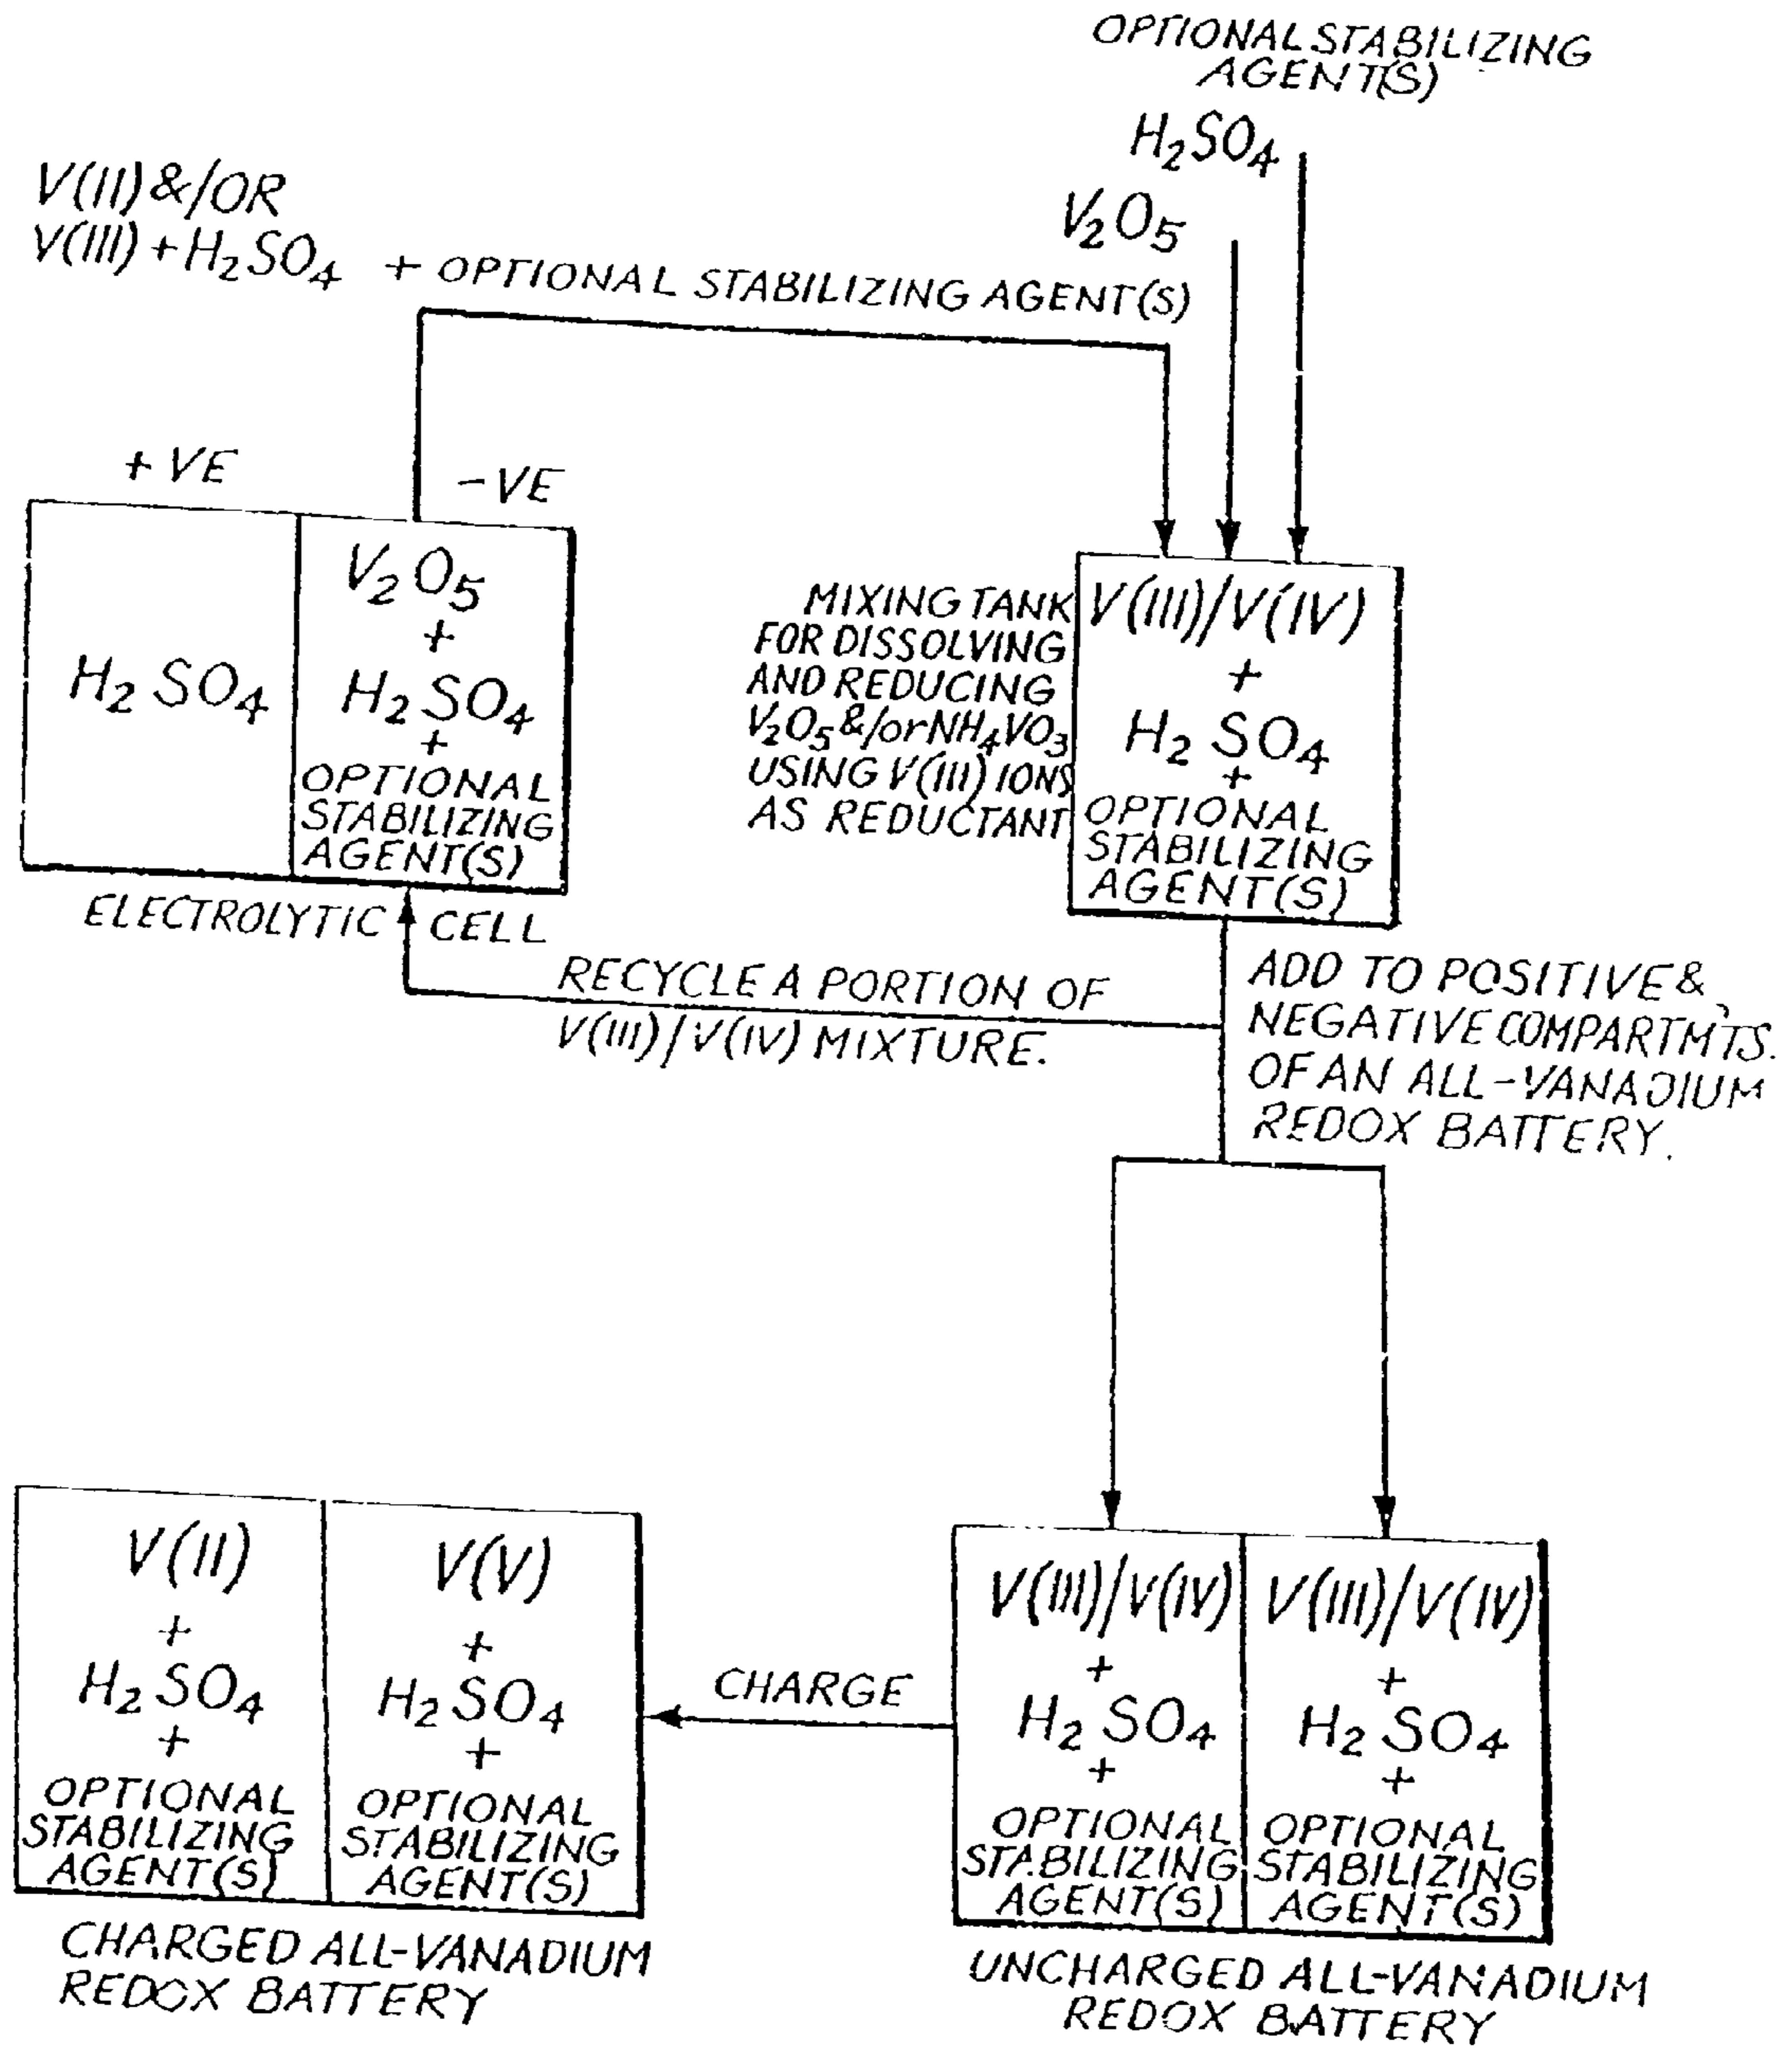 OPTIONAL STABILIZING
AGENT(S)
H₂SO₄
V₂O₅
V(II) &/OR
V(III) + H₂SO₄ + OPTIONAL STABILIZING AGENT(S)
+VE
-VE
H₂SO₄
V₂O₅
+
H₂SO₄
+
OPTIONAL
STABILIZING
AGENT(S)
ELECTROLYTIC CELL
MIXING TANK
FOR DISSOLVING
AND REDUCING
V₂O₅ &/or NH₄VO₃
USING V(III) IONS
AS REDUCTANT
V(III)/V(IV)
+
H₂SO₄
+
OPTIONAL
STABILIZING
AGENT(S)
RECYCLE A PORTION OF
V(III)/V(IV) MIXTURE.
ADD TO POSITIVE &
NEGATIVE COMPARTM'TS.
OF AN ALL-VANADIUM
REDOX BATTERY.
V(II)
+
H₂SO₄
+
OPTIONAL
STABILIZING
AGENT(S)
V(V)
+
H₂SO₄
+
OPTIONAL
STABILIZING
AGENT(S)
CHARGED ALL-VANADIUM
REDOX BATTERY
CHARGE
V(III)/V(IV)
+
H₂SO₄
+
OPTIONAL
STABILIZING
AGENT(S)
V(III)/V(IV)
+
H₂SO₄
+
OPTIONAL
STABILIZING
AGENT(S)
UNCHARGED ALL-VANADIUM
REDOX BATTERY